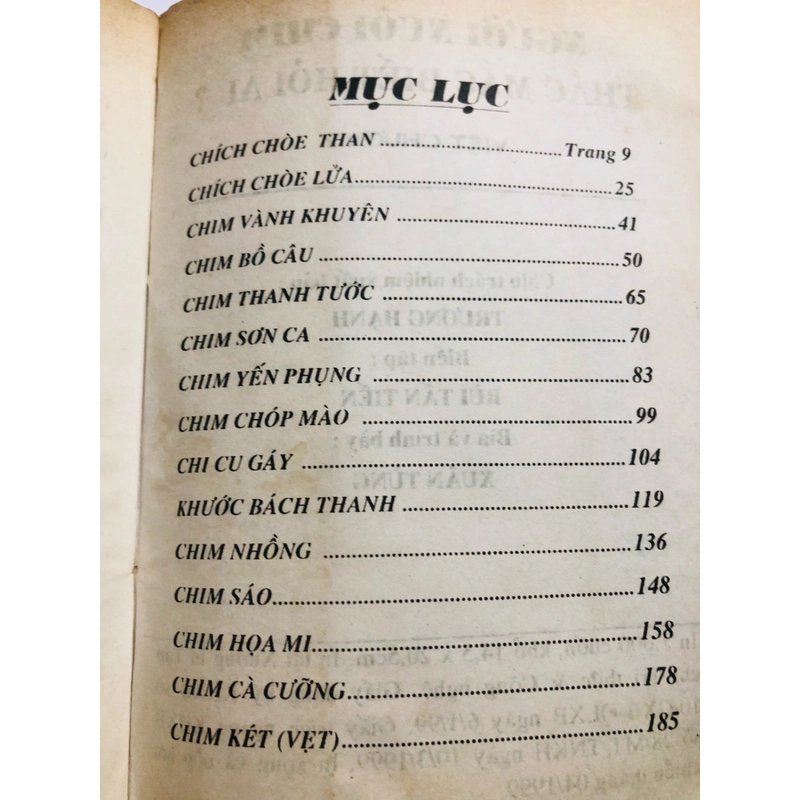 MỤC LỤC
CHÍCH CHÒE THAN ........................ Trang 9
CHÍCH CHÒE LỬA ........................ 25
CHIM VÀNH KHUYÊN ........................ 41
CHIM BỒ CÂU ........................ 50
CHIM THANH TƯỚC ........................ 65
CHIM SƠN CA ........................ 70
CHIM YẾN PHỤNG ........................ 83
CHIM CHÓP MÀO ........................ 99
CHI CU GÁY ........................ 104
KHƯỚC BÁCH THANH ........................ 119
CHIM NHỒNG ........................ 136
CHIM SÁO ........................ 148
CHIM HỌA MI ........................ 158
CHIM CÀ CƯỠNG ........................ 178
CHIM KÉT (VẸT) ........................ 185